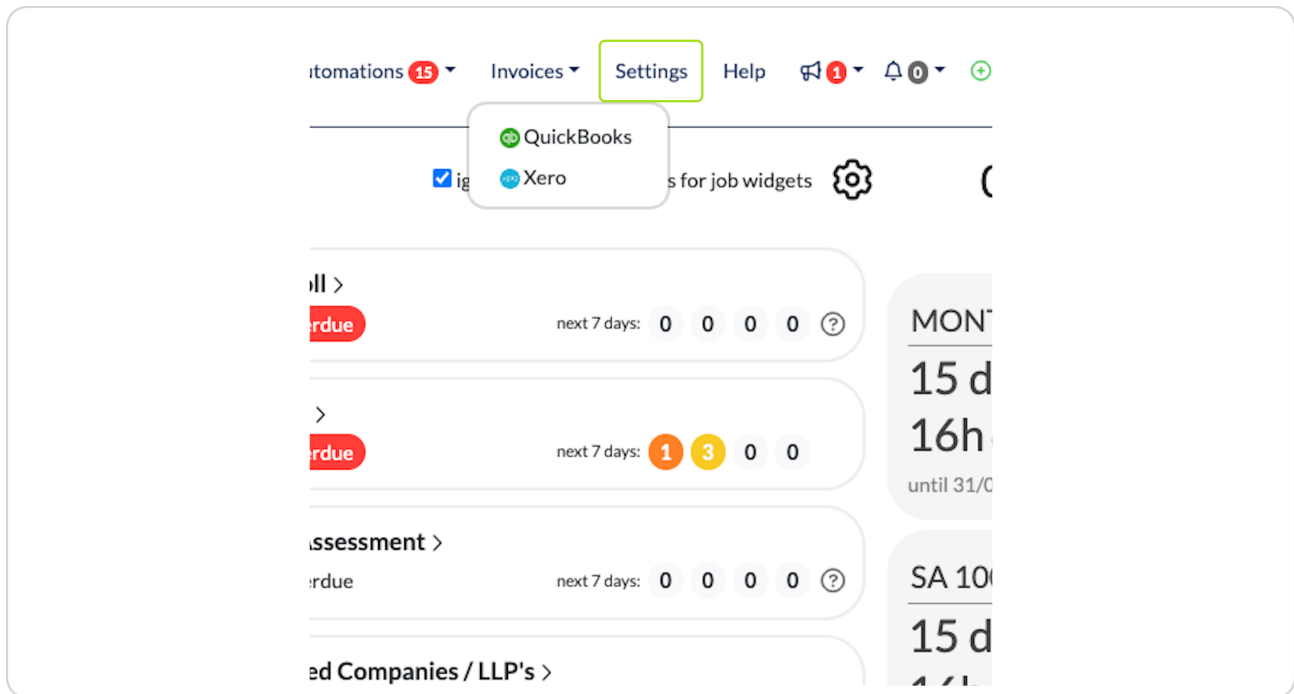 utomations 15 Invoices Settings Help 1 0
QuickBooks
Xero
ig s for job widgets
oll >
erdue next 7 days: 0 0 0 0 ?
>
erdue next 7 days: 1 3 0 0
Assessment >
erdue next 7 days: 0 0 0 0 ?
ed Companies / LLP's >
MONT
15 d
16h
until 31/0
SA 100
15 d